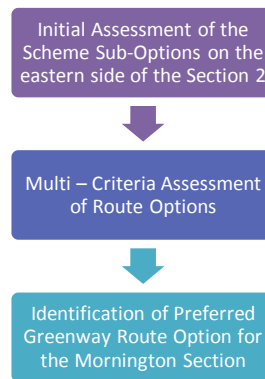 Initial Assessment of the
Scheme Sub-Options on the
eastern side of the Section 2
Multi – Criteria Assessment
of Route Options
Identification of Preferred
Greenway Route Option for
the Mornington Section